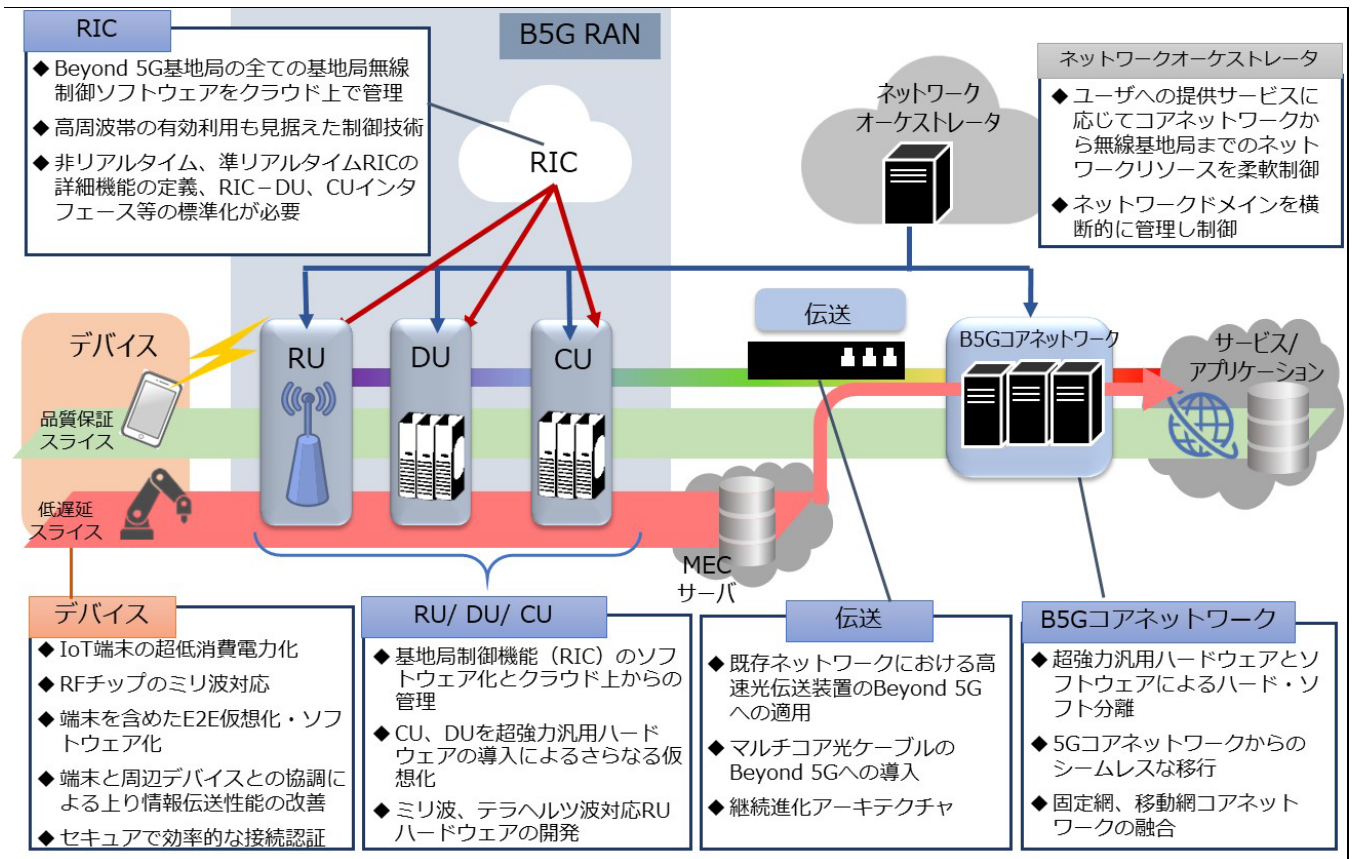 RIC
◆ Beyond 5G基地局の全ての基地局無線
制御ソフトウェアをクラウド上で管理
◆ 高周波帯の有効利用も見据えた制御技術
◆ 非リアルタイム、準リアルタイムRICの
詳細機能の定義、RIC－DU、CUインタ
フェース等の標準化が必要
B5G RAN
RIC
ネットワーク
オーケストレータ
ネットワークオーケストレータ
◆ ユーザへの提供サービスに
応じてコアネットワークか
ら無線基地局までのネット
ワークリソースを柔軟制御
◆ ネットワークドメインを横
断的に管理し制御
デバイス
RU
DU
CU
伝送
B5Gコアネットワーク
サービス/
アプリケーション
品質保証
スライス
低遅延
スライス
MEC
サーバ
デバイス
◆ IoT端末の超低消費電力化
◆ RFチップのミリ波対応
◆ 端末を含めたE2E仮想化・ソフ
トウェア化
◆ 端末と周辺デバイスとの協調に
よる上り情報伝送性能の改善
◆ セキュアで効率的な接続認証
RU/ DU/ CU
◆ 基地局制御機能（RIC）のソフ
トウェア化とクラウド上からの
管理
◆ CU、DUを超強力汎用ハード
ウェアの導入によるさらなる仮
想化
◆ ミリ波、テラヘルツ波対応RU
ハードウェアの開発
伝送
◆ 既存ネットワークにおける高
速光伝送装置のBeyond 5G
への適用
◆ マルチコア光ケーブルの
Beyond 5Gへの導入
◆ 継続進化アーキテクチャ
B5Gコアネットワーク
◆ 超強力汎用ハードウェアとソ
フトウェアによるハード・ソ
フト分離
◆ 5Gコアネットワークからの
シームレスな移行
◆ 固定網、移動網コアネット
ワークの融合